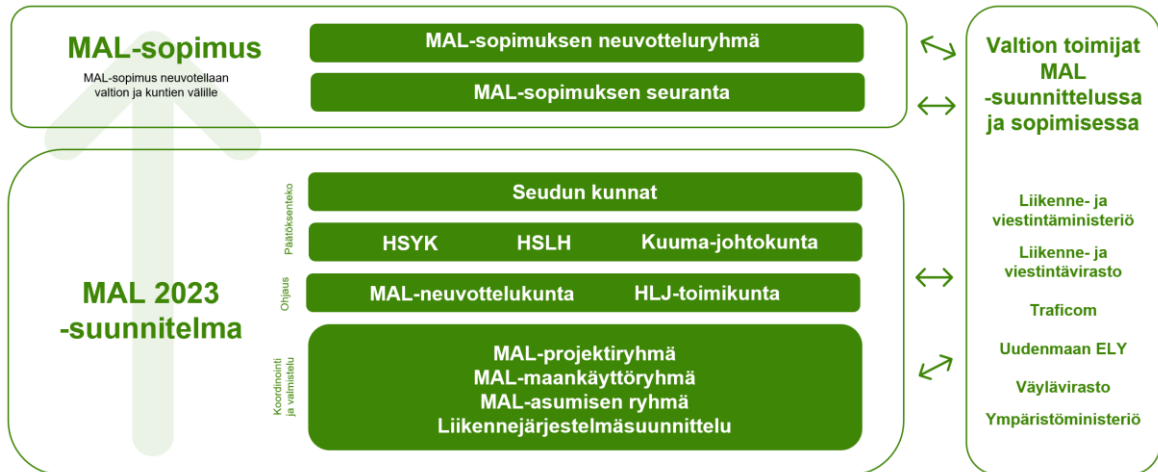 MAL-sopimus
MAL-sopimus neuvotellaan
valtion ja kuntien välille
MAL-sopimuksen neuvotteluryhmä
MAL-sopimuksen seuranta
Valtion toimijat
MAL
-suunnittelussa
ja sopimisessa
MAL 2023
-suunnitelma
Päätöksenteko
Seudun kunnat
HSYK HSLH Kuuma-johtokunta
Ohjaus
MAL-neuvottelukunta HLJ-toimikunta
Koordinointi
ja valmistelu
MAL-projektiryhmä
MAL-maankäyttöryhmä
MAL-asumisen ryhmä
Liikennejärjestelmäsuunnittelu
Liikenne- ja
viestintäministeriö
Liikenne- ja
viestintävirasto
Traficom
Uudenmaan ELY
Väylävirasto
Ympäristöministeriö